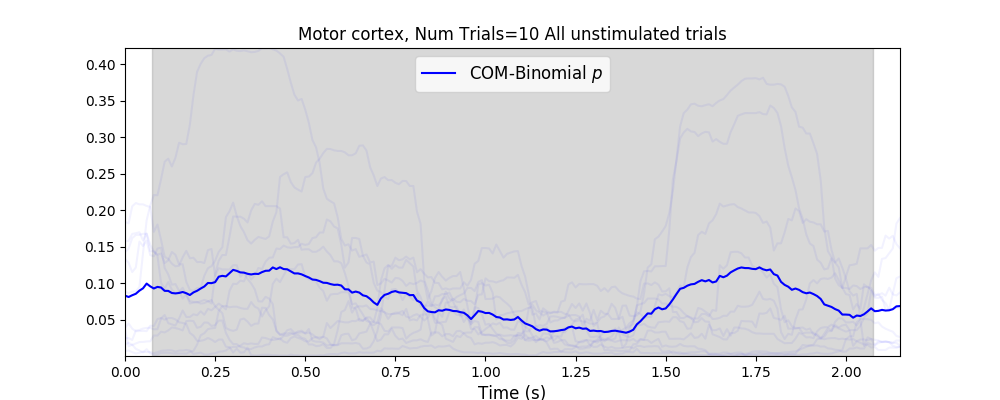 Motor cortex, Num Trials=10 All unstimulated trials
COM-Binomial p
0.40
0.35
0.30
0.25
0.20
0.15
0.10
0.05
0.00 0.25 0.50 0.75 1.00 1.25 1.50 1.75 2.00
Time (s)